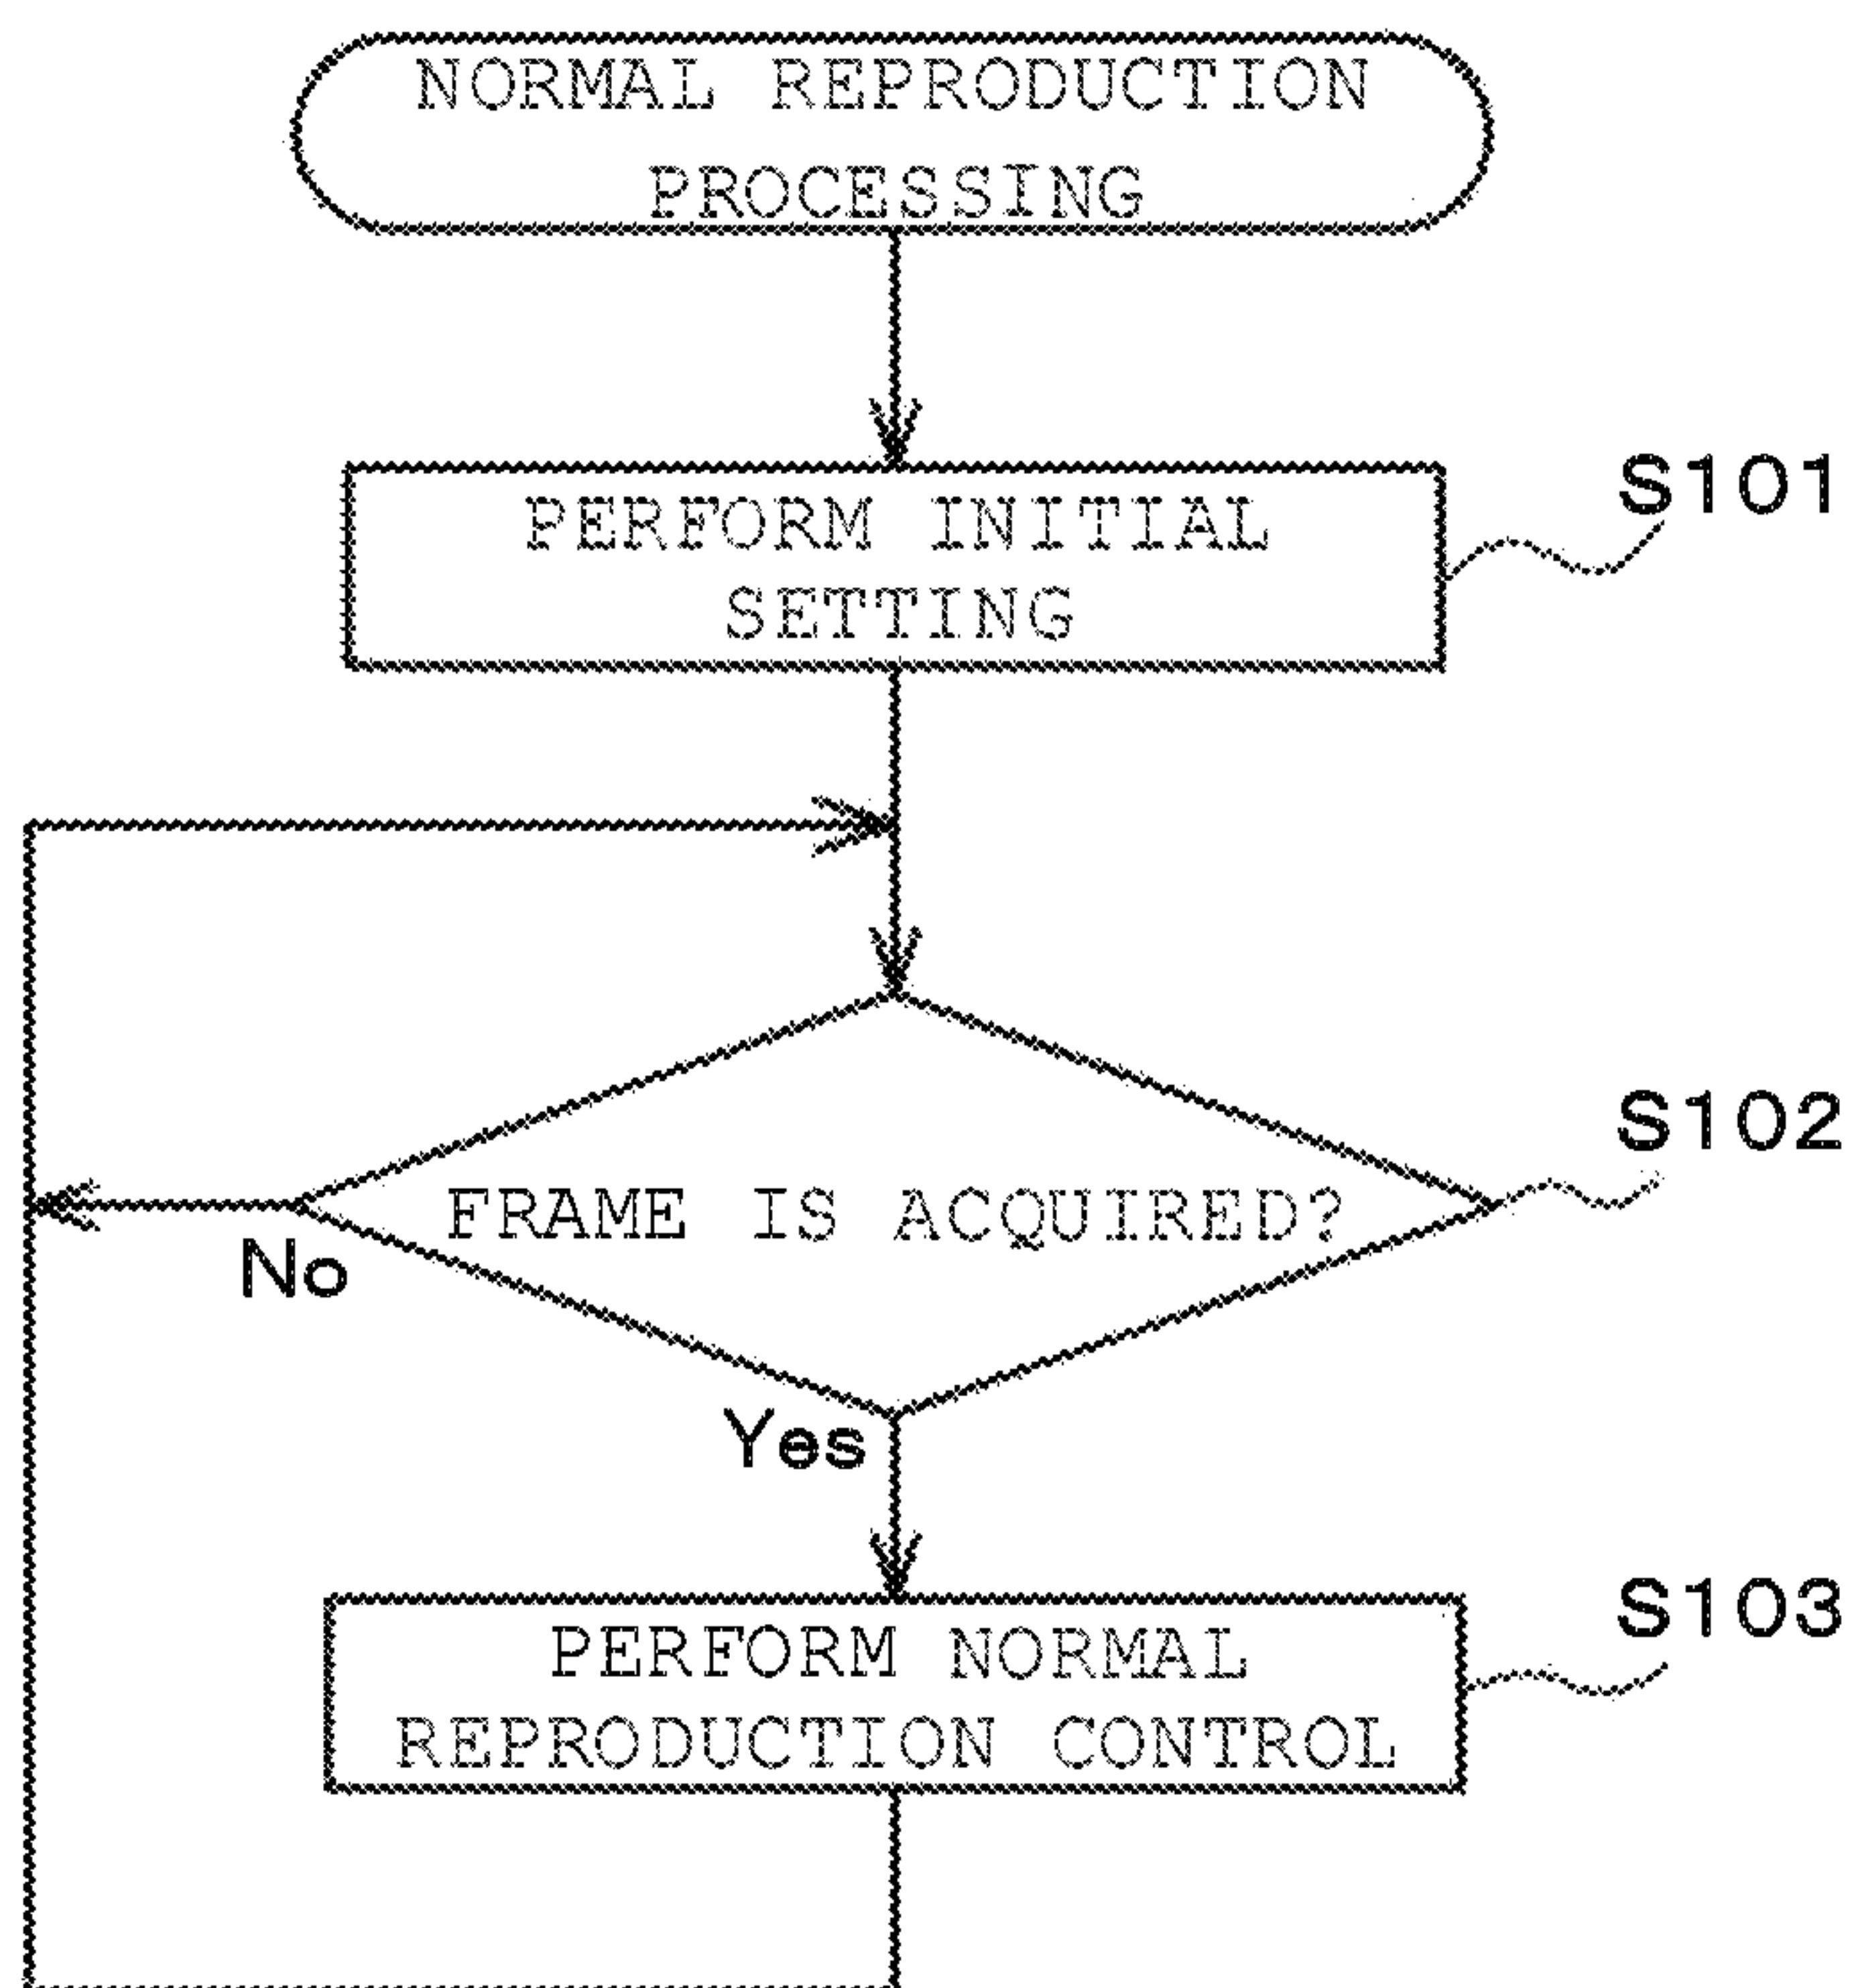 NORMAL REPRODUCTION
PROCESSING
PERFORM INITIAL
SETTING
S101
FRAME IS ACQUIRED?
S102
No
Yes
PERFORM NORMAL
REPRODUCTION CONTROL
S103